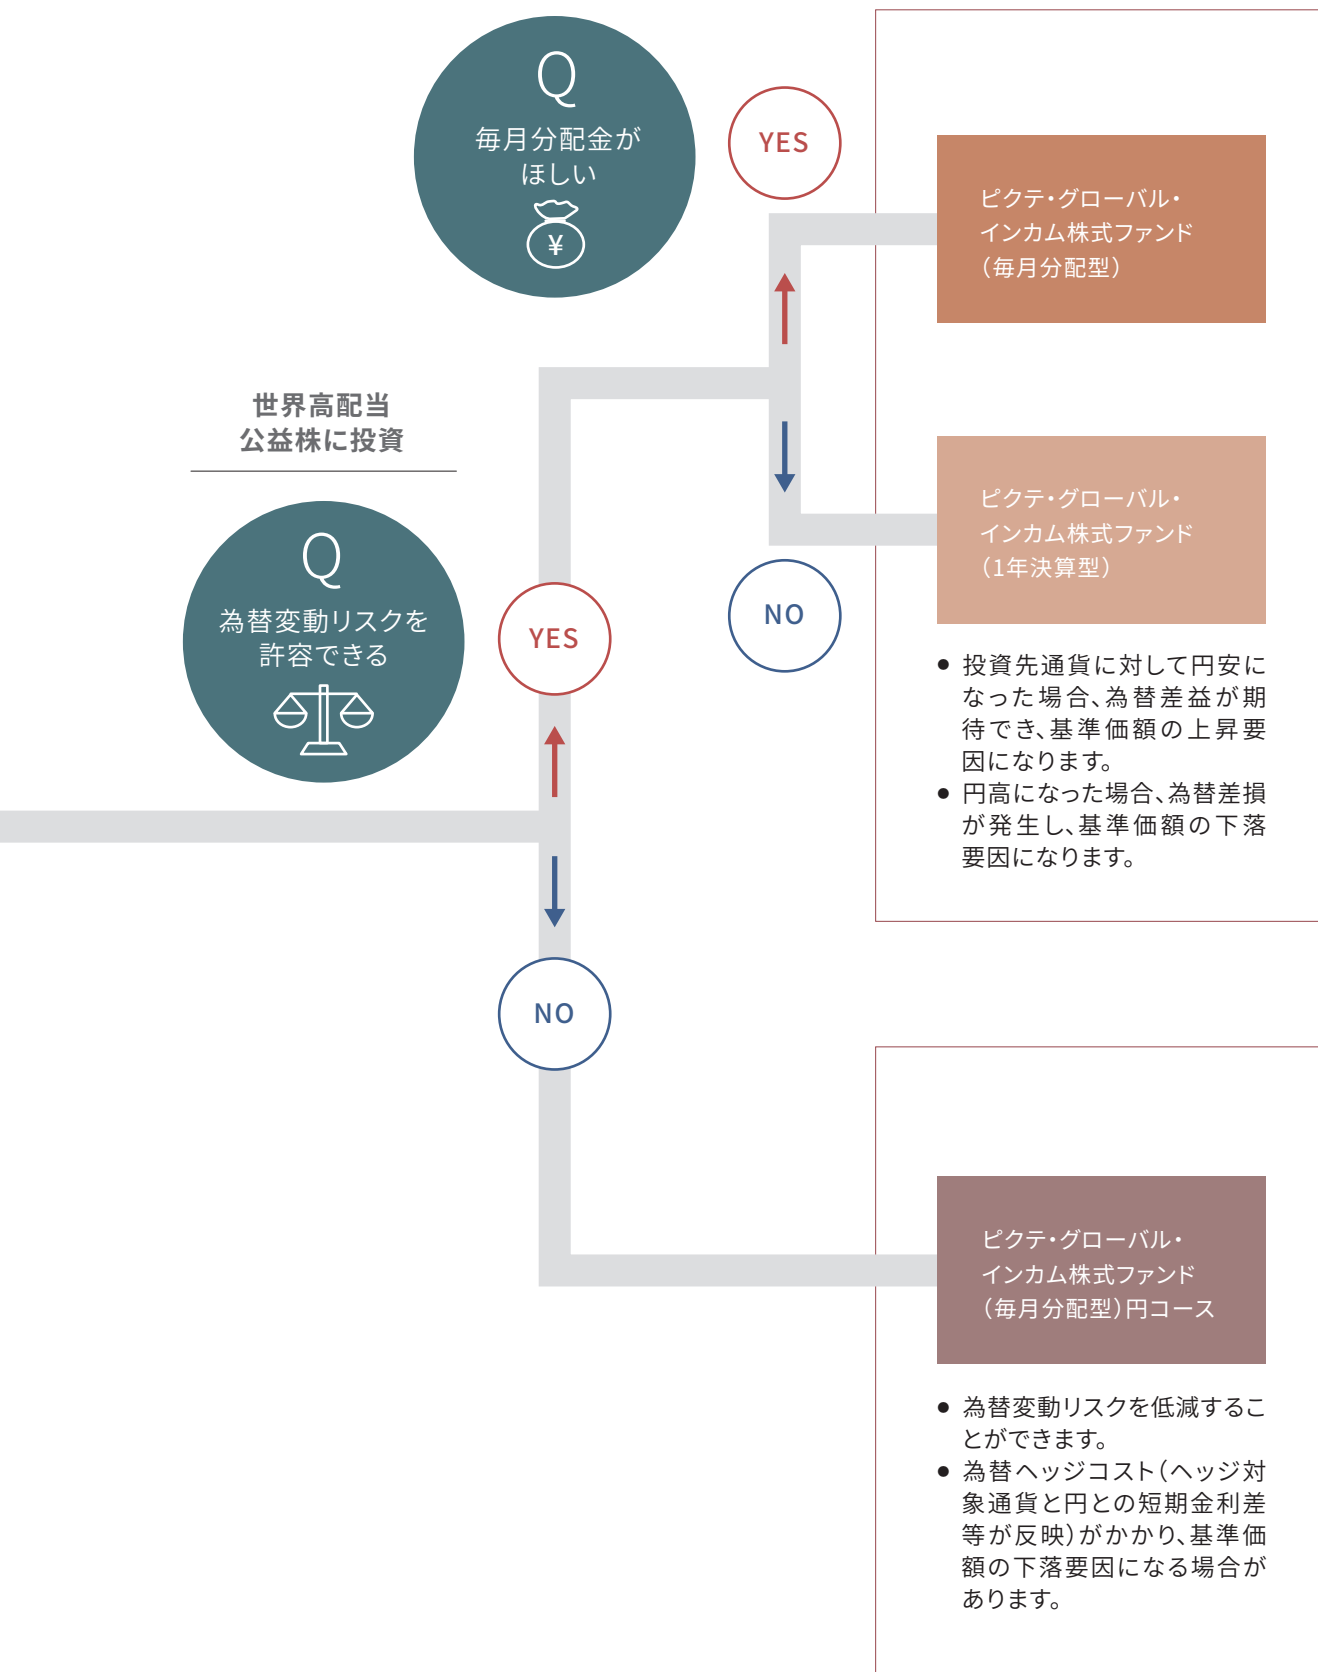 世界高配当
公益株に投資
Q
為替変動リスクを
許容できる
YES
NO
Q
毎月分配金が
ほしい
¥
YES
NO
ピクテ・グローバル・
インカム株式ファンド
（毎月分配型）
ピクテ・グローバル・
インカム株式ファンド
（1年決算型）
● 投資先通貨に対して円安に
なった場合、為替差益が期
待でき、基準価額の上昇要
因になります。
● 円高になった場合、為替差損
が発生し、基準価額の下落
要因になります。
ピクテ・グローバル・
インカム株式ファンド
（毎月分配型）円コース
● 為替変動リスクを低減するこ
とができます。
● 為替ヘッジコスト（ヘッジ対
象通貨と円との短期金利差
等が反映）がかかり、基準価
額の下落要因になる場合が
あります。